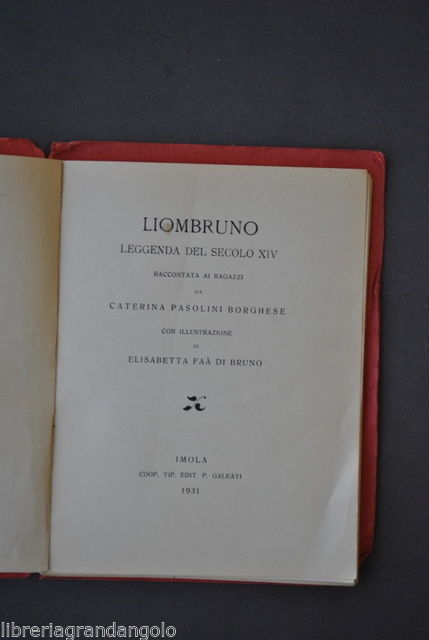 LIOMBRUNO
LEGGENDA DEL SECOLO XIV
RACCONTATA AI RAGAZZI
DA
CATERINA PASOLINI BORGHESE
CON ILLUSTRAZIONE
DI
ELISABETTA FAÀ DI BRUNO
IMOLA
COOP. TIP. EDIT. P. GALEATI
1931
libreriagrandangolo